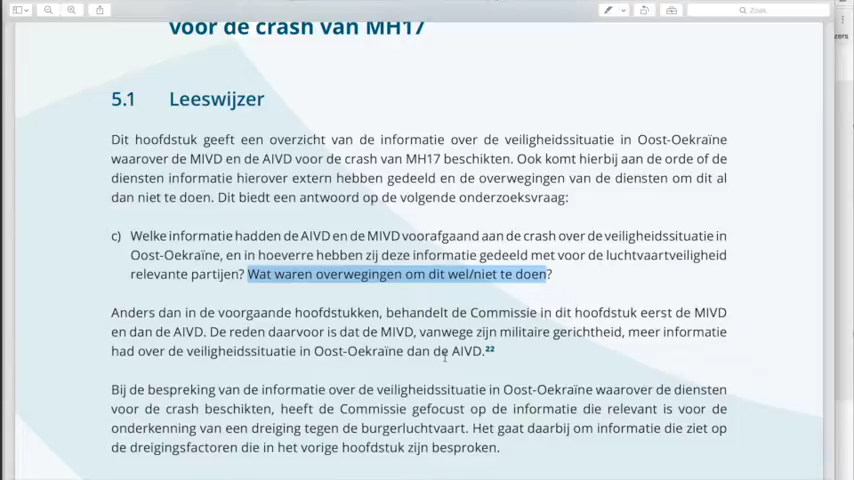 Zoek
zers
voor de crash van MH17
5.1 Leeswijzer
Dit hoofdstuk geeft een overzicht van de informatie over de veiligheidssituatie in Oost-Oekraïne
waarover de MIVD en de AIVD voor de crash van MH17 beschikten. Ook komt hierbij aan de orde of de
diensten informatie hierover extern hebben gedeeld en de overwegingen van de diensten om dit al
dan niet te doen. Dit biedt een antwoord op de volgende onderzoeksvraag:
c) Welke informatie hadden de AIVD en de MIVD voorafgaand aan de crash over de veiligheidssituatie in
Oost-Oekraïne, en in hoeverre hebben zij deze informatie gedeeld met voor de luchtvaartveiligheid
relevante partijen? Wat waren overwegingen om dit wel/niet te doen?
Anders dan in de voorgaande hoofdstukken, behandelt de Commissie in dit hoofdstuk eerst de MIVD
en dan de AIVD. De reden daarvoor is dat de MIVD, vanwege zijn militaire gerichtheid, meer informatie
had over de veiligheidssituatie in Oost-Oekraïne dan de AIVD.22
Bij de bespreking van de informatie over de veiligheidssituatie in Oost-Oekraïne waarover de diensten
voor de crash beschikten, heeft de Commissie gefocust op de informatie die relevant is voor de
onderkenning van een dreiging tegen de burgerluchtvaart. Het gaat daarbij om informatie die ziet op
de dreigingsfactoren die in het vorige hoofdstuk zijn besproken.